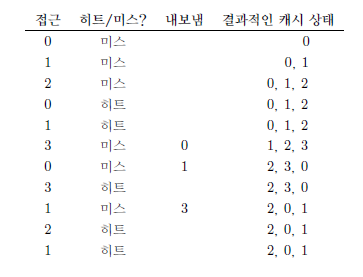 접근 히트/미스? 내보냄 결과적인 캐시 상태
0 미스 0
1 미스 0, 1
2 미스 0, 1, 2
0 히트 0, 1, 2
1 히트 0, 1, 2
3 미스 0 1, 2, 3
0 미스 1 2, 3, 0
3 히트 2, 3, 0
1 미스 3 2, 0, 1
2 히트 2, 0, 1
1 히트 2, 0, 1